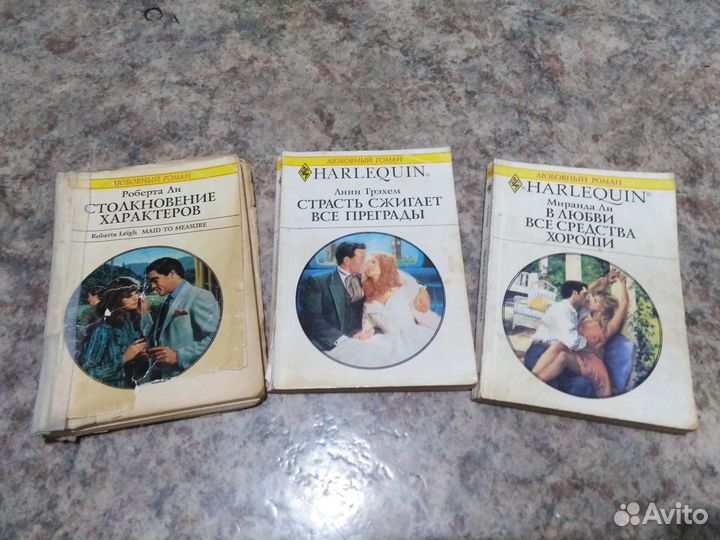 ЛЮБОВНЫЙ РОМАН
Роберта Ли
СТОЛКНОВЕНИЕ
ХАРАКТЕРОВ
Roberta Leigh MAID TO MEASURE
ЛЮБОВНЫЙ РОМАН
HARLEQUIN®
Линн Грэхем
СТРАСТЬ СЖИГАЕТ
ВСЕ ПРЕГРАДЫ
ЛЮБОВНЫЙ РОМАН
HARLEQUIN®
Миранда Ли
В ЛЮБВИ
ВСЕ СРЕДСТВА
ХОРОШИ
Avito